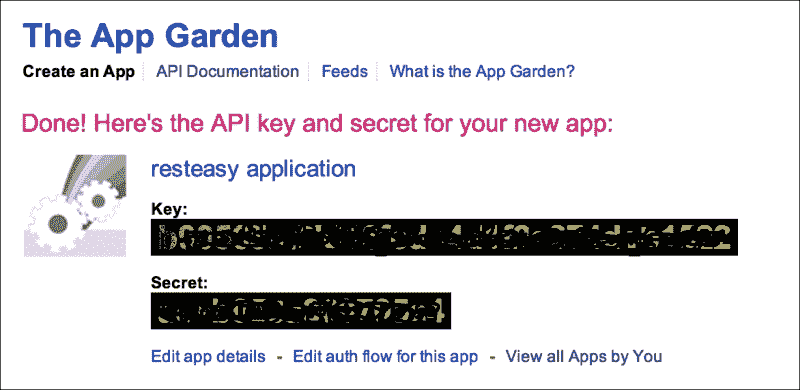 The App Garden
Create an App API Documentation Feeds What is the App Garden?
Done! Here's the API key and secret for your new app:
resteasy application
Key:
Secret:
Edit app details - Edit auth flow for this app - View all Apps by You